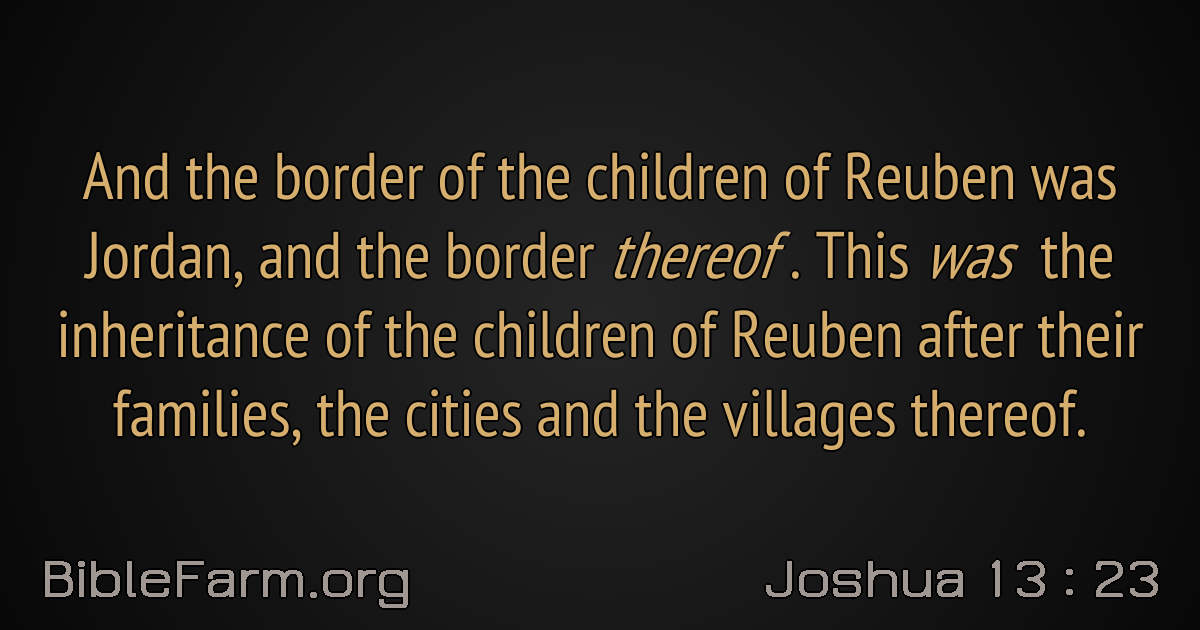 And the border of the children of Reuben was
Jordan, and the border thereof . This was the
inheritance of the children of Reuben after their
families, the cities and the villages thereof.
BibleFarm.org
Joshua 13 : 23